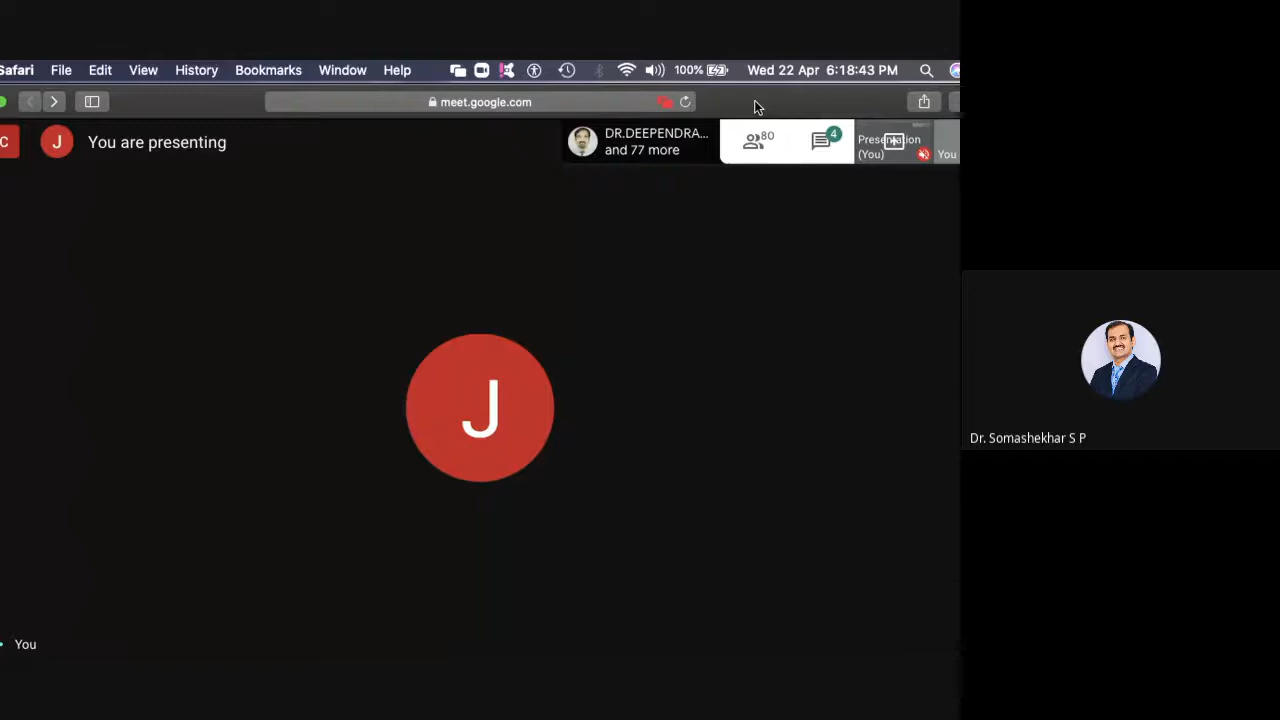 Safari File Edit View History Bookmarks Window Help 100% Wed 22 Apr 6:18:43 PM
meet.google.com
C J You are presenting
DR.DEEPENDRA...
and 77 more
80
4
Presentation
(You)
You
J
Dr. Somashekhar S P
You